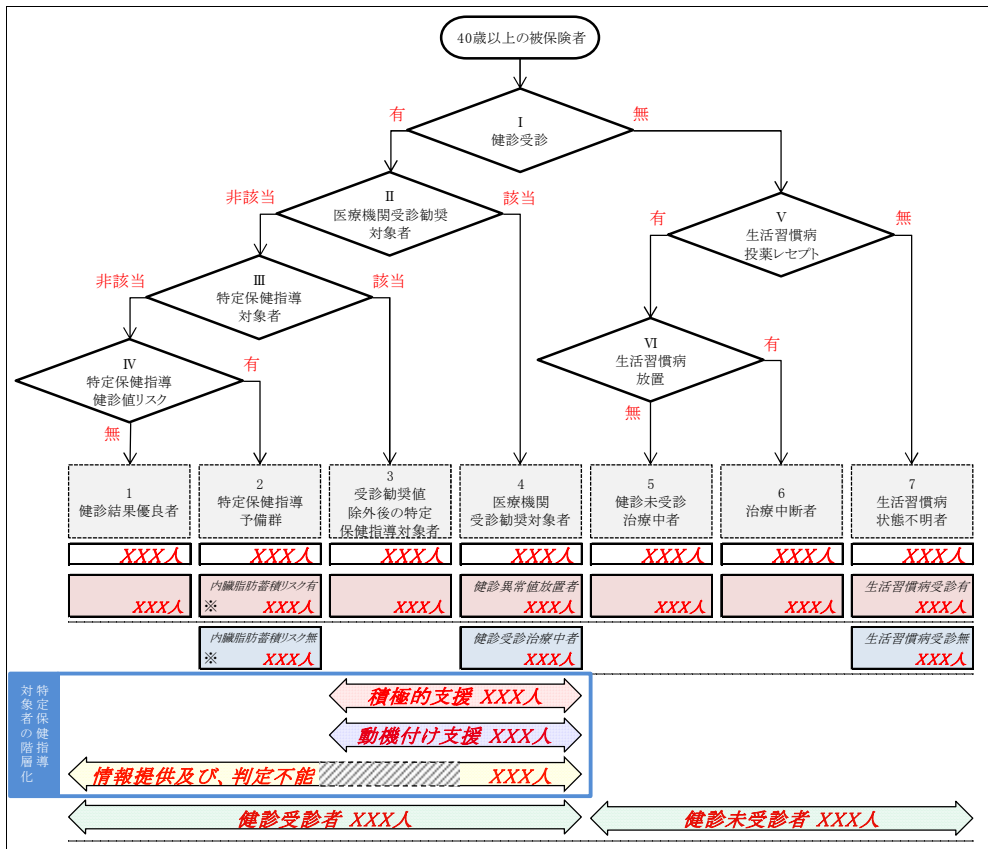 40歳以上の被保険者
Ⅰ
健診受診
有
無
Ⅱ
医療機関受診勧奨
対象者
非該当
該当
Ⅴ
生活習慣病
投薬レセプト
有
無
Ⅲ
特定保健指導
対象者
非該当
該当
Ⅵ
生活習慣病
放置
有
無
Ⅳ
特定保健指導
健診値リスク
有
無
1
健診結果優良者
2
特定保健指導
予備群
3
受診勧奨値
除外後の特定
保健指導対象者
4
医療機関
受診勧奨対象者
5
健診未受診
治療中者
6
治療中断者
7
生活習慣病
状態不明者
XXX人
XXX人
XXX人
XXX人
XXX人
XXX人
XXX人
XXX人
内臓脂肪蓄積リスク有
※ XXX人
XXX人
健診異常値放置者
XXX人
XXX人
XXX人
生活習慣病受診有
XXX人
内臓脂肪蓄積リスク無
※ XXX人
健診受診治療中者
XXX人
生活習慣病受診無
XXX人
特定保健指導
対象者の階層化
積極的支援 XXX人
動機付け支援 XXX人
情報提供及び、判定不能 XXX人
健診受診者 XXX人
健診未受診者 XXX人